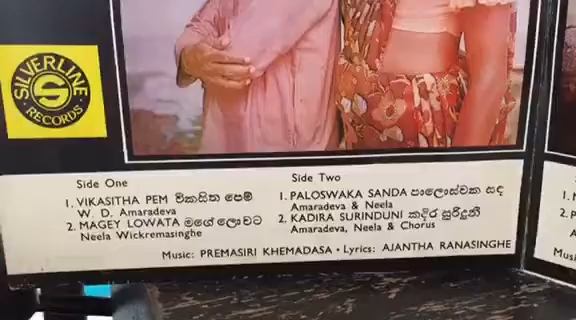 SILVERLINE
S
RECORDS
Side One
1. VIKASITHA PEM විකසිත පෙම්
W. D. Amaradeva
2. MAGEY LOWATA මගේ ලොවට
Neela Wickremasinghe
Side Two
1. PALOSWAKA SANDA පාලොස්වක සඳ
Amaradeva & Neela
2. KADIRA SURINDUNI කදිර සුරිඳුනි
Amaradeva, Neela & Chorus
Music: PREMASIRI KHEMADASA • Lyrics: AJANTHA RANASINGHE